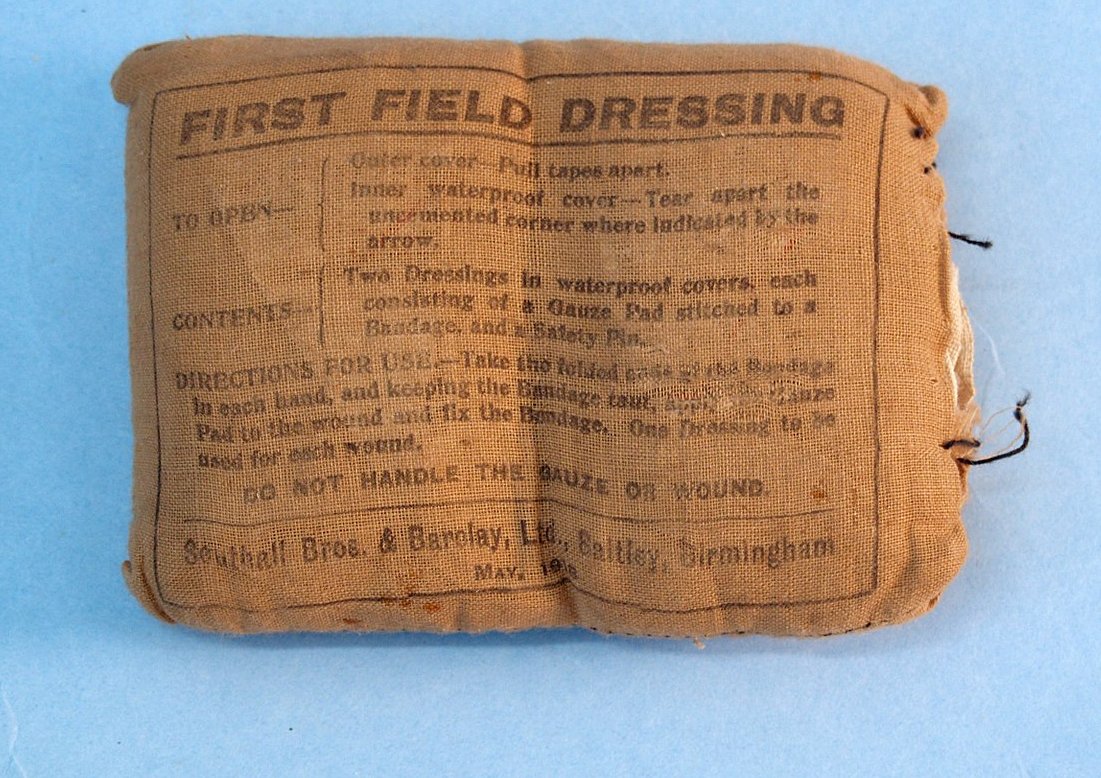 FIRST FIELD DRESSING
Outer cover—Pull tapes apart.
TO OPEN— Inner waterproof cover—Tear apart the
uncemented corner where indicated by the
arrow.
Two Dressings in waterproof covers, each
CONTENTS— consisting of a Gauze Pad stitched to a
Bandage, and a Safety Pin.
DIRECTIONS FOR USE.—Take the folded ends of the Bandage
in each hand, and keeping the Bandage taut, apply the Gauze
Pad to the wound and fix the Bandage. One Dressing to be
used for each wound.
DO NOT HANDLE THE GAUZE OR WOUND.
Southall Bros. & Barclay, Ltd., Saltley, Birmingham
MAY,